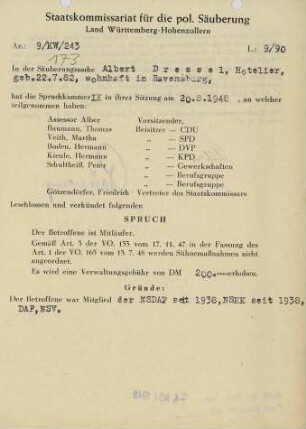 Staatskommissariat für die pol. Säuberung
Land Württemberg-Hohenzollern
Az.: 9/KW/243 L.: 9/90
173
In der Säuberungssache Albert D r e s s e l, Hotelier,
geb.22.7.82, wohnhaft in Ravensburg,
hat die Spruchkammer IX in ihrer Sitzung am 20.8.1948 , an welcher
teilgenommen haben:
Assessor Alber Vorsitzender,
Baumann, Thomas Beisitzer – CDU
Veith, Martha „ – SPD
Boden, Hermann „ – DVP
Kienle, Hermann „ – KPD
Schultheiß, Peter „ – Gewerkschaften
„ – Berufsgruppe
„ – Berufsgruppe
Götzendörfer, Friedrich Vertreter des Staatskommissars
beschlossen und verkündet folgenden
SPRUCH
Der Betroffene ist Mitläufer.
Gemäß Art. 3 der VO. 133 vom 17. 11. 47 in der Fassung des
Art. 1 der VO. 165 vom 13. 7. 48 werden Sühnemaßnahmen nicht
angeordnet.
Es wird eine Verwaltungsgebühr von DM 200.— erhoben.
Gründe:
Der Betroffene war Mitglied der NSDAP seit 1938, NSKK seit 1938,
DAF, NSV.